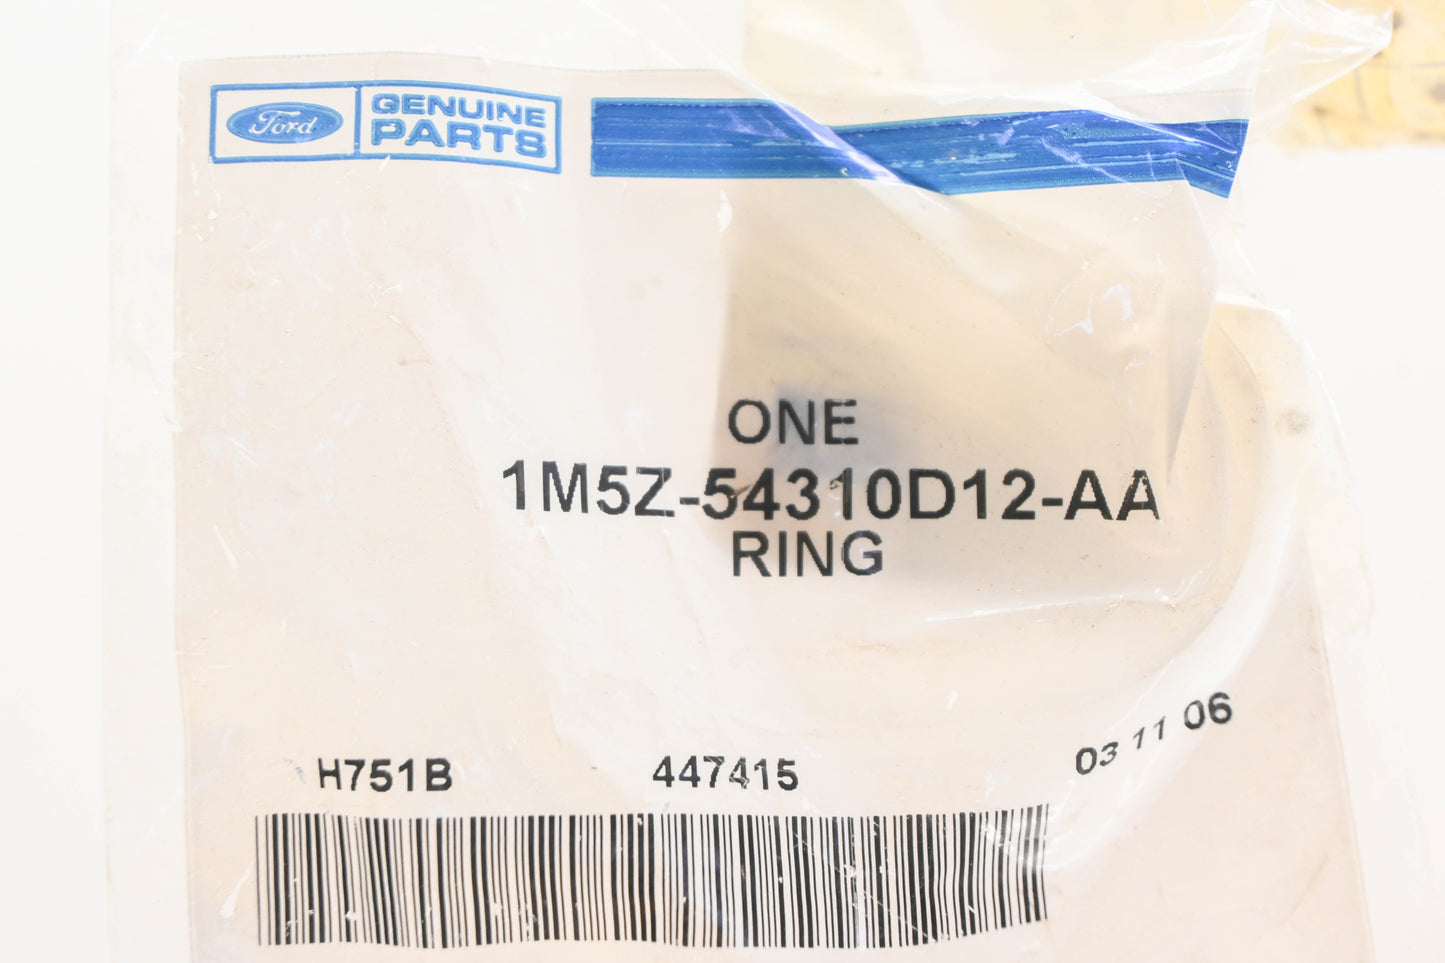 Ford
GENUINE
PARTS
ONE
1M5Z-54310D12-AA
RING
H751B 447415 03 11 06